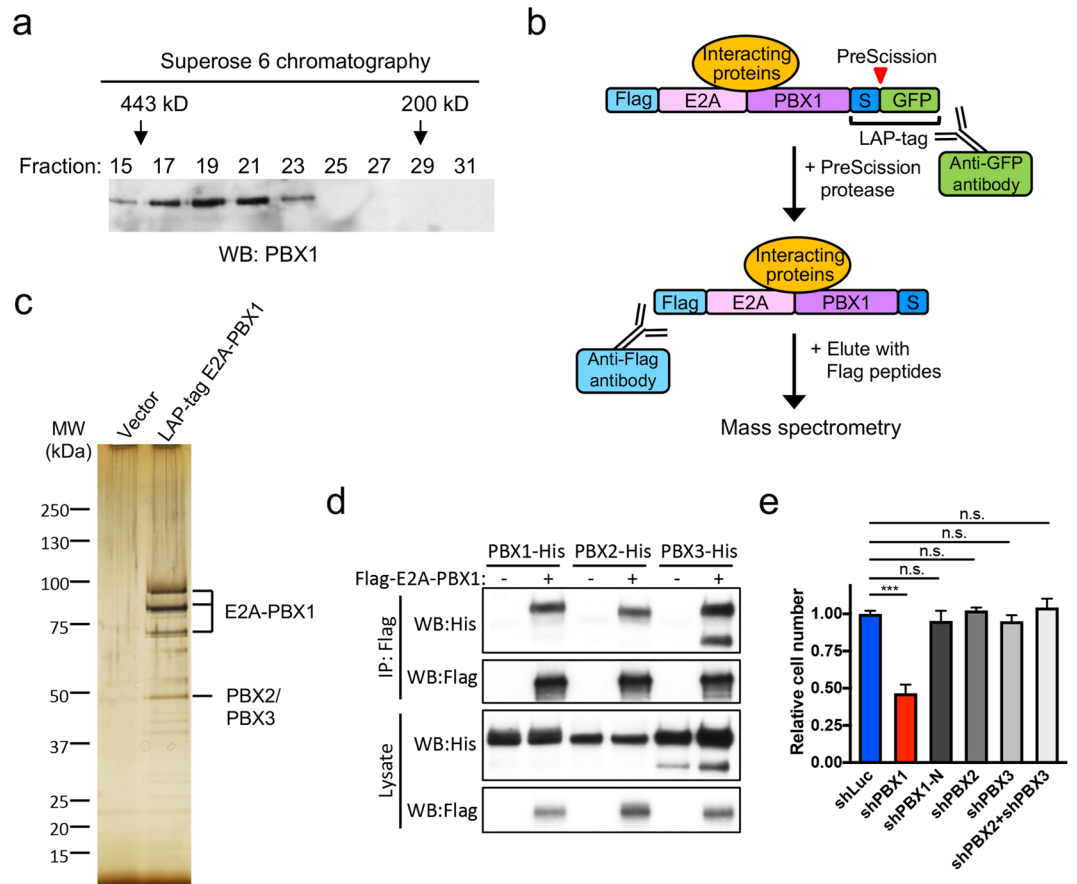 a
Superose 6 chromatography
443 kD 200 kD
Fraction: 15 17 19 21 23 25 27 29 31
WB: PBX1
b
Interacting
proteins
PreScission
Flag E2A PBX1 S GFP
LAP-tag
+ PreScission
protease
Anti-GFP
antibody
Interacting
proteins
Flag E2A PBX1 S
Anti-Flag
antibody
+ Elute with
Flag peptides
Mass spectrometry
c
MW
(kDa)
Vector
LAP-tag E2A-PBX1
250
130
100
75
50
37
25
20
15
E2A-PBX1
PBX2/
PBX3
d
PBX1-His PBX2-His PBX3-His
Flag-E2A-PBX1: - + - + - +
IP: Flag
WB:His
WB:Flag
Lysate
WB:His
WB:Flag
e
n.s.
n.s.
n.s.
n.s.
***
Relative cell number
1.00
0.75
0.50
0.25
0.00
shLuc
shPBX1
shPBX1-N
shPBX2
shPBX3
shPBX2+shPBX3